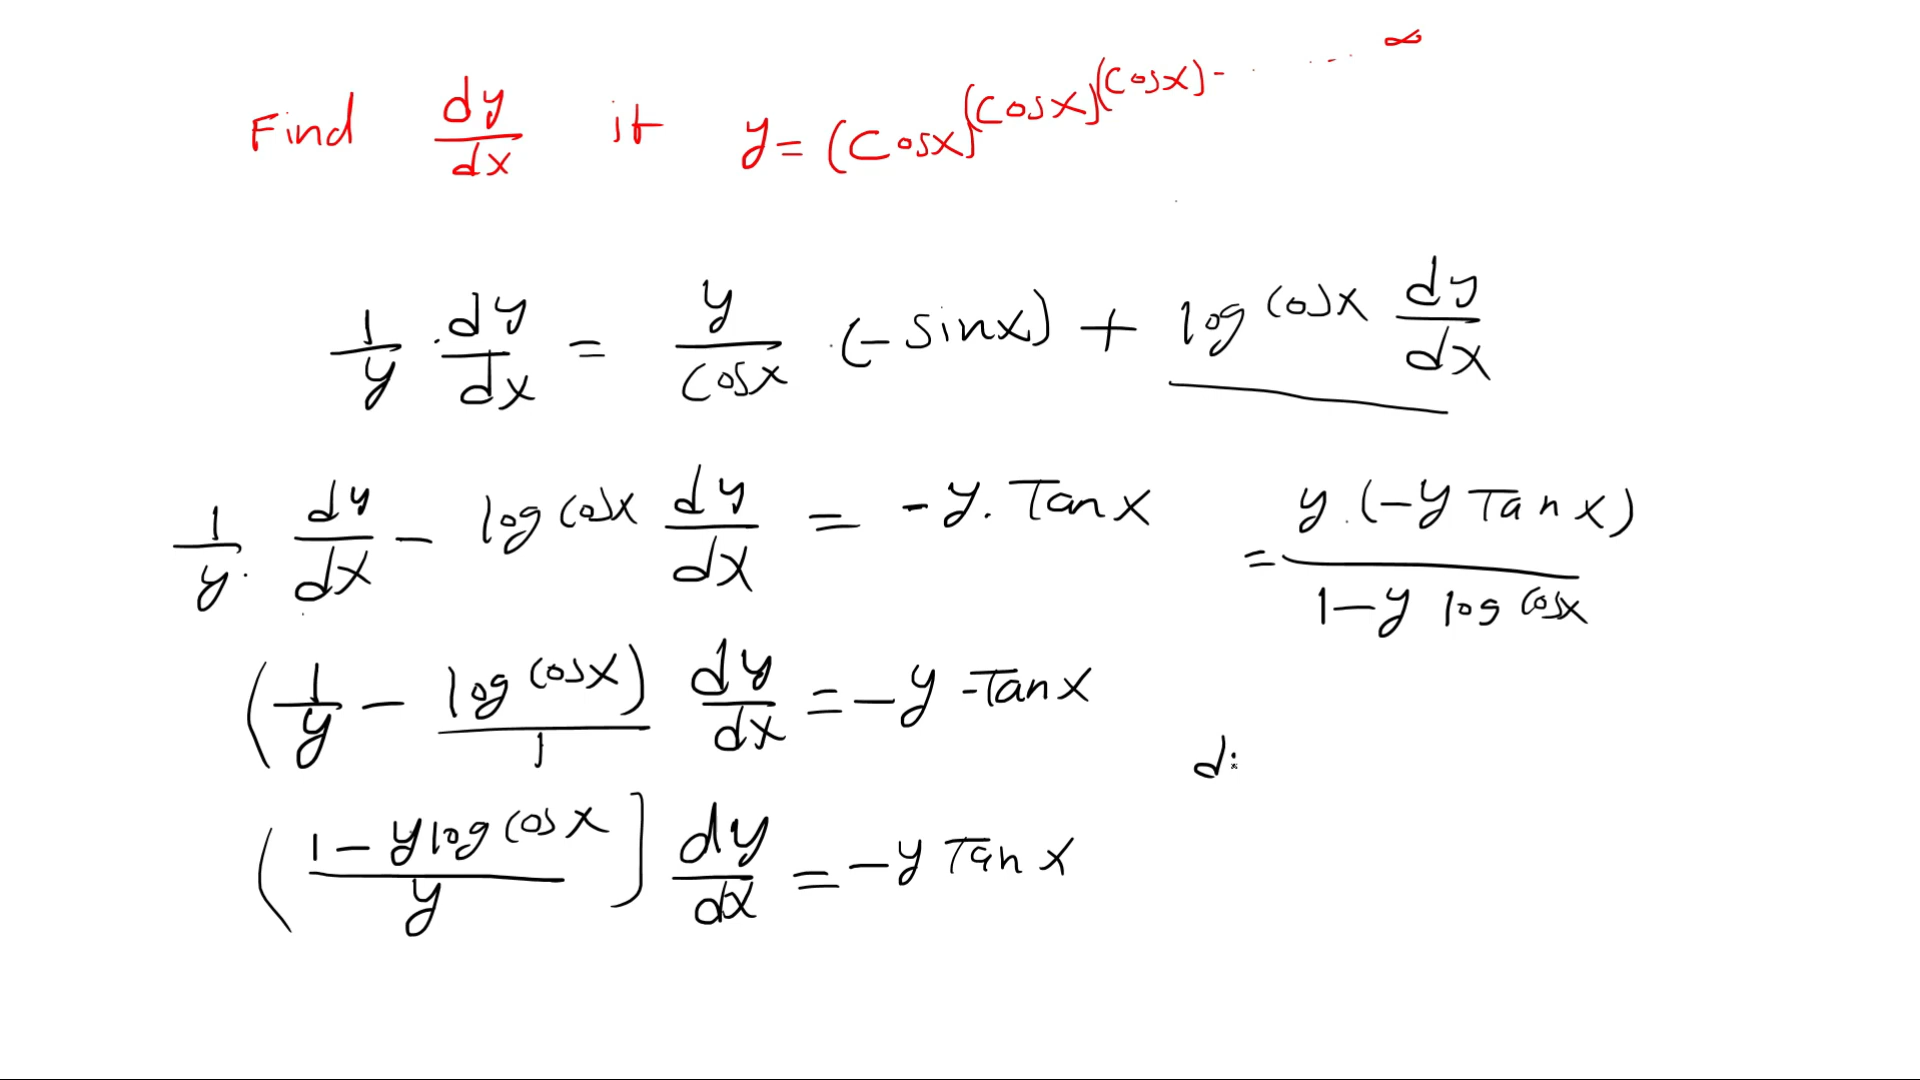 Find dy/dx if y = (Cosx)^(Cosx)^(Cosx)^-.....∞
1/y . dy/dx = y/Cosx . (-Sinx) + log Cosx dy/dx
1/y . dy/dx - log Cosx dy/dx = -y. Tanx
(1/y - log Cosx/1) dy/dx = -y -Tanx
(1-y log Cosx/y] dy/dx = -y Tanx
= y.(-y Tanx)/1-y log Cosx